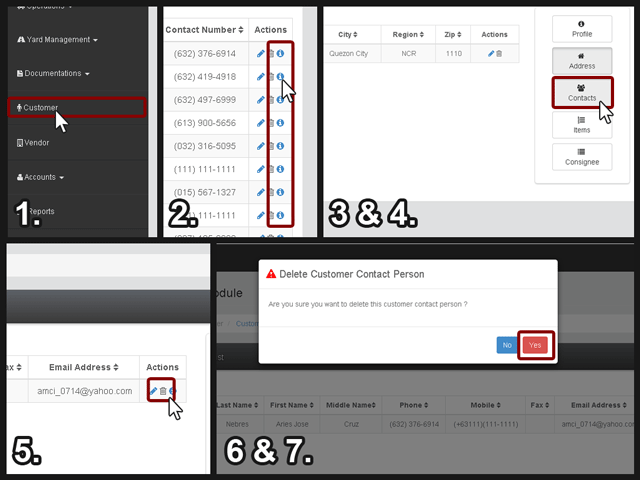 Operations
Yard Management
Documentations
Customer
Vendor
Accounts
Reports
1.
Contact Number Actions
(632) 376-6914
(632) 419-4918
(632) 497-6999
(613) 900-5656
(032) 316-5095
(111) 111-1111
(015) 567-1327
111-1111
2.
City Region Zip Actions
Quezon City NCR 1110
Profile
Address
Contacts
Items
Consignee
3 & 4.
Fax Email Address Actions
amci_0714@yahoo.com
5.
Delete Customer Contact Person
Are you sure you want to delete this customer contact person ?
No Yes
Last Name First Name Middle Name Phone Mobile Fax Email Address
Nebres Aries Jose Cruz (632) 376-6914 (+63111)(111-1111) amci_0714@yahoo.com
6 & 7.